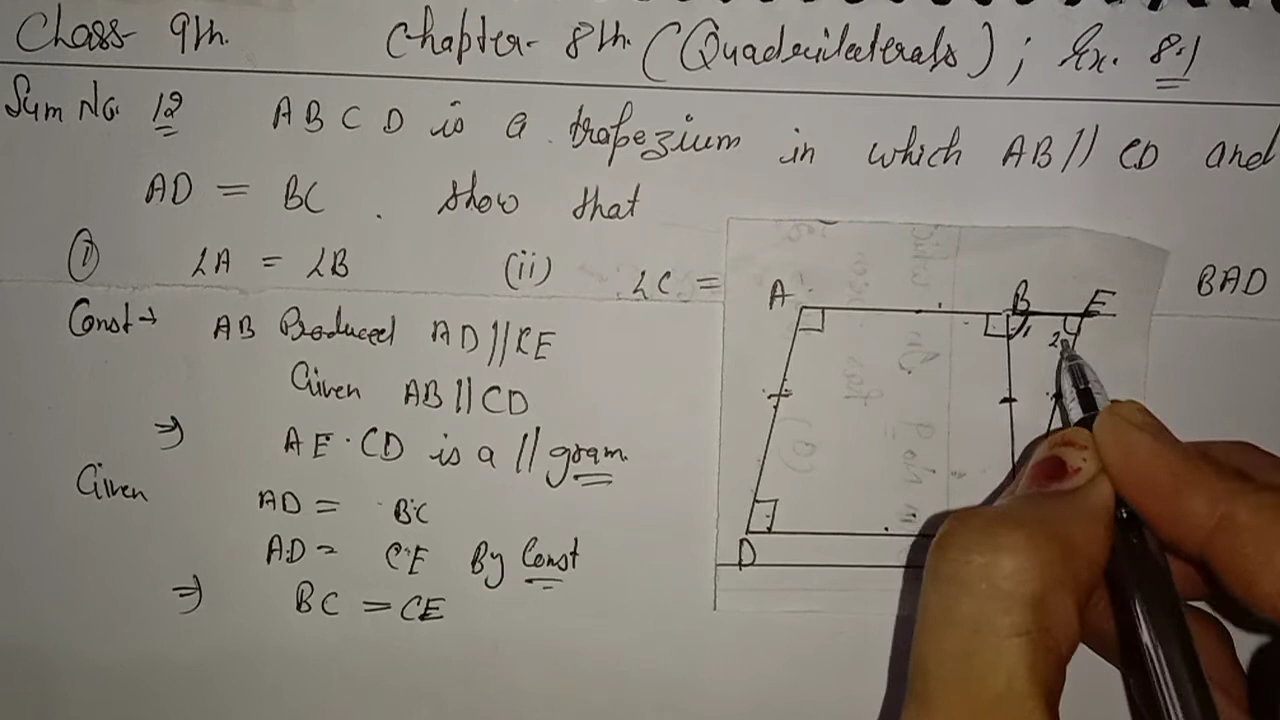 Class- 9th. Chapter- 8th. (Quadrilaterals) ; Ex. 8.1
Sum No. 12 ABCD is a trapezium in which AB // CD and
AD = BC . Show that
(i) ∠A = ∠B (ii) ∠C = BAD
A B E
1 2
D
Const → AB Produced AD//CE
Given AB // CD
⇒ AE.CD is a // gram.
Given AD = BC
AD = CE By Const
⇒ BC = CE